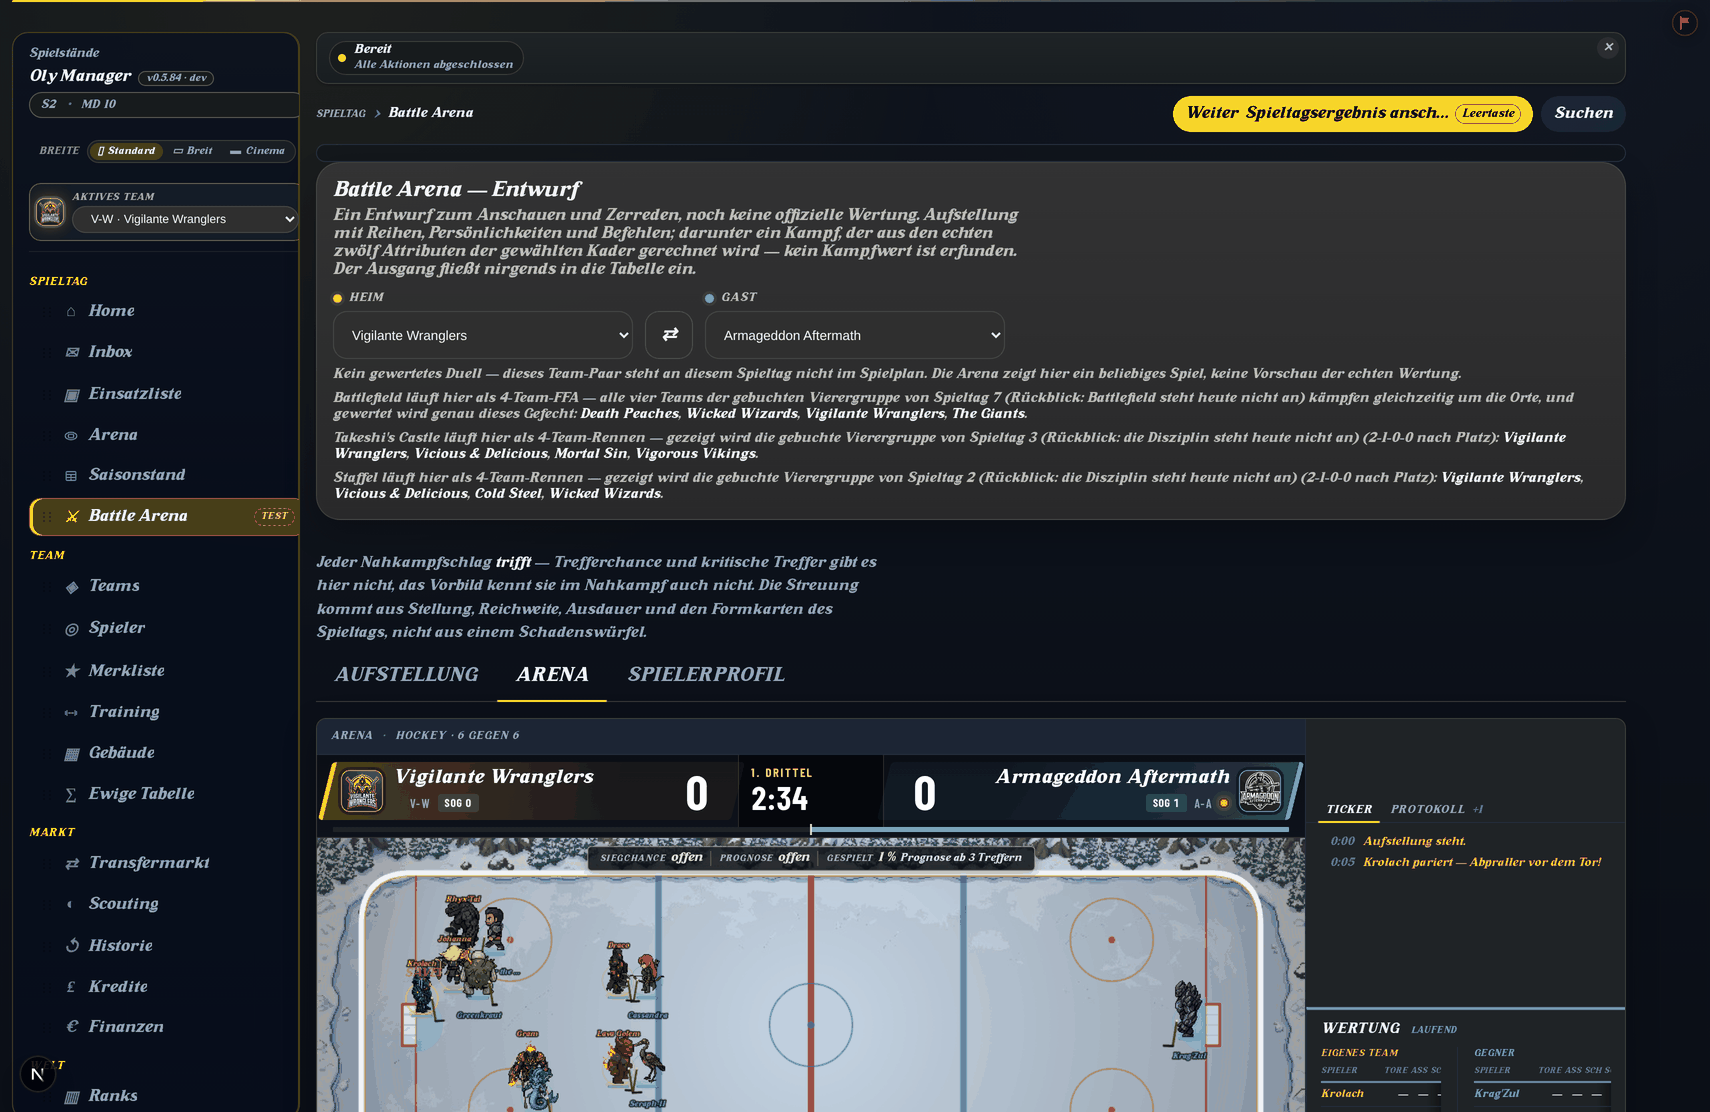 Spielstände
Oly Manager v0.5.84 · dev
S2 · MD 10
BREITE Standard Breit Cinema
AKTIVES TEAM
V-W · Vigilante Wranglers
SPIELTAG
Home
Inbox
Einsatzliste
Arena
Saisonstand
Battle Arena TEST
TEAM
Teams
Spieler
Merkliste
Training
Gebäude
Ewige Tabelle
MARKT
Transfermarkt
Scouting
Historie
Kredite
Finanzen
Ranks
Bereit
Alle Aktionen abgeschlossen
SPIELTAG › Battle Arena
Weiter Spieltagsergebnis ansch... Leertaste
Suchen
Battle Arena — Entwurf
Ein Entwurf zum Anschauen und Zerreden, noch keine offizielle Wertung. Aufstellung
mit Reihen, Persönlichkeiten und Befehlen; darunter ein Kampf, der aus den echten
zwölf Attributen der gewählten Kader gerechnet wird — kein Kampfwert ist erfunden.
Der Ausgang fließt nirgends in die Tabelle ein.
HEIM
GAST
Vigilante Wranglers
Armageddon Aftermath
Kein gewertetes Duell — dieses Team-Paar steht an diesem Spieltag nicht im Spielplan. Die Arena zeigt hier ein beliebiges Spiel, keine Vorschau der echten Wertung.
Battlefield läuft hier als 4-Team-FFA — alle vier Teams der gebuchten Vierergruppe von Spieltag 7 (Rückblick: Battlefield steht heute nicht an) kämpfen gleichzeitig um die Orte, und
gewertet wird genau dieses Gefecht: Death Peaches, Wicked Wizards, Vigilante Wranglers, The Giants.
Takeshi's Castle läuft hier als 4-Team-Rennen — gezeigt wird die gebuchte Vierergruppe von Spieltag 3 (Rückblick: die Disziplin steht heute nicht an) (2-1-0-0 nach Platz): Vigilante
Wranglers, Vicious & Delicious, Mortal Sin, Vigorous Vikings.
Staffel läuft hier als 4-Team-Rennen — gezeigt wird die gebuchte Vierergruppe von Spieltag 2 (Rückblick: die Disziplin steht heute nicht an) (2-1-0-0 nach Platz): Vigilante Wranglers,
Vicious & Delicious, Cold Steel, Wicked Wizards.
Jeder Nahkampfschlag trifft — Trefferchance und kritische Treffer gibt es
hier nicht, das Vorbild kennt sie im Nahkampf auch nicht. Die Streuung
kommt aus Stellung, Reichweite, Ausdauer und den Formkarten des
Spieltags, nicht aus einem Schadenswürfel.
AUFSTELLUNG ARENA SPIELERPROFIL
ARENA · HOCKEY · 6 GEGEN 6
Vigilante Wranglers
V-W SOG 0
0
1. DRITTEL
2:34
0
Armageddon Aftermath
SOG 1 A-A
SIEGCHANCE offen PROGNOSE offen GESPIELT 1 % Prognose ab 3 Treffern
Johanna
Greenkraut
Draco
Cassandra
Gram
Lava Golem
Seraph-II
Krag'Zul
TICKER PROTOKOLL +1
0:00 Aufstellung steht.
0:05 Krolach pariert — Abpraller vor dem Tor!
WERTUNG LAUFEND
EIGENES TEAM
SPIELER TORE ASS SC
Krolach — — -
GEGNER
SPIELER TORE ASS SCH S
Krag'Zul — — —